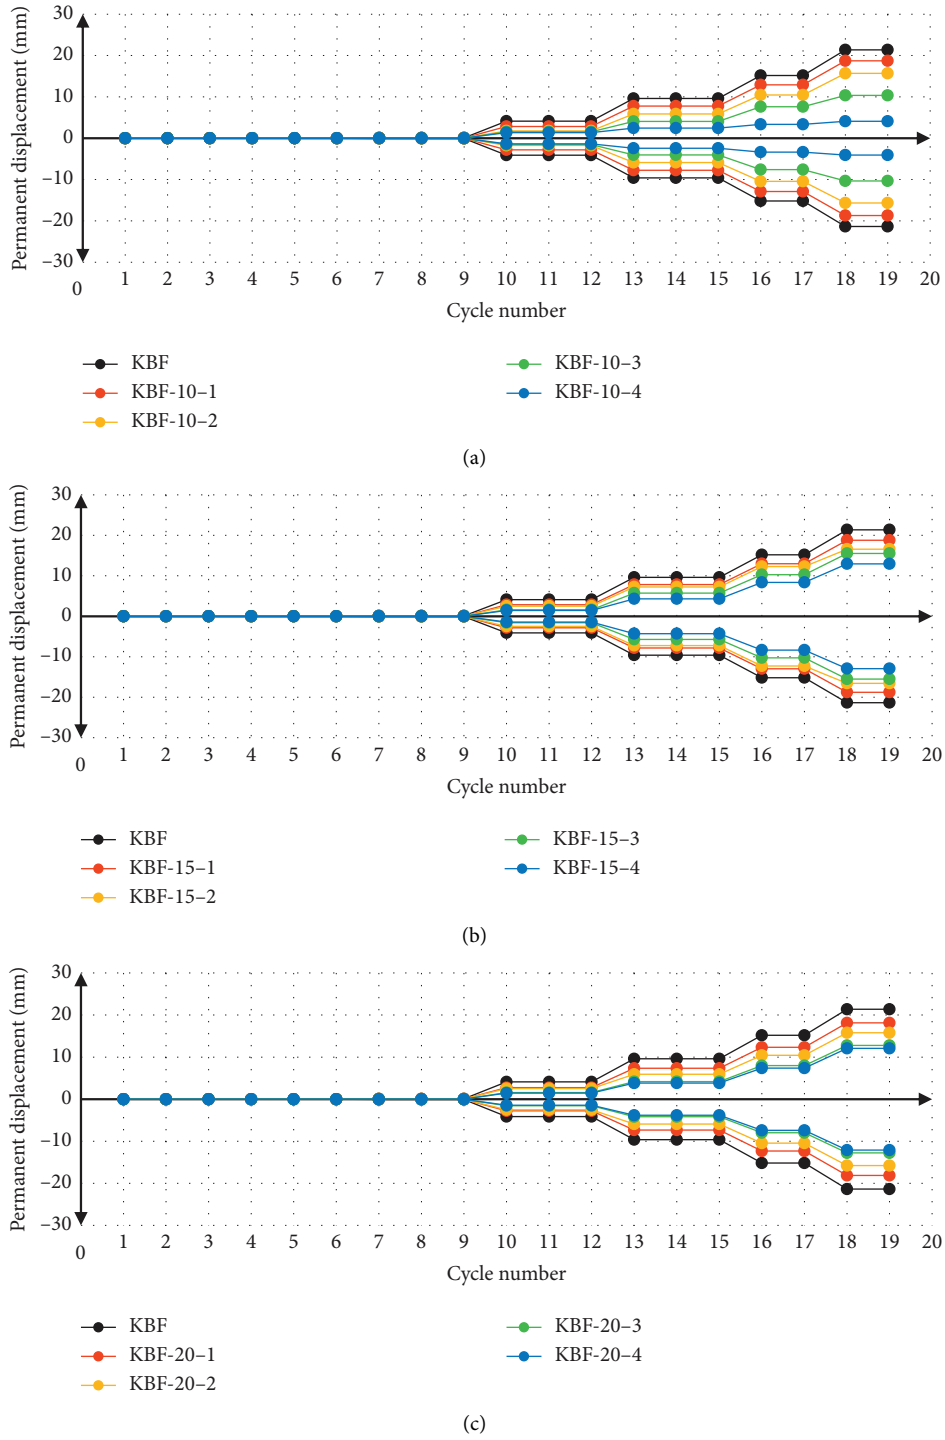 Permanent displacement (mm)
30
20
10
0
–10
–20
–30
0 1 2 3 4 5 6 7 8 9 10 11 12 13 14 15 16 17 18 19 20
Cycle number
KBF
KBF-10–1
KBF-10–2
KBF-10–3
KBF-10–4
(a)
Permanent displacement (mm)
30
20
10
0
–10
–20
–30
0 1 2 3 4 5 6 7 8 9 10 11 12 13 14 15 16 17 18 19 20
Cycle number
KBF
KBF-15–1
KBF-15–2
KBF-15–3
KBF-15–4
(b)
Permanent displacement (mm)
30
20
10
0
–10
–20
–30
0 1 2 3 4 5 6 7 8 9 10 11 12 13 14 15 16 17 18 19 20
Cycle number
KBF
KBF-20–1
KBF-20–2
KBF-20–3
KBF-20–4
(c)